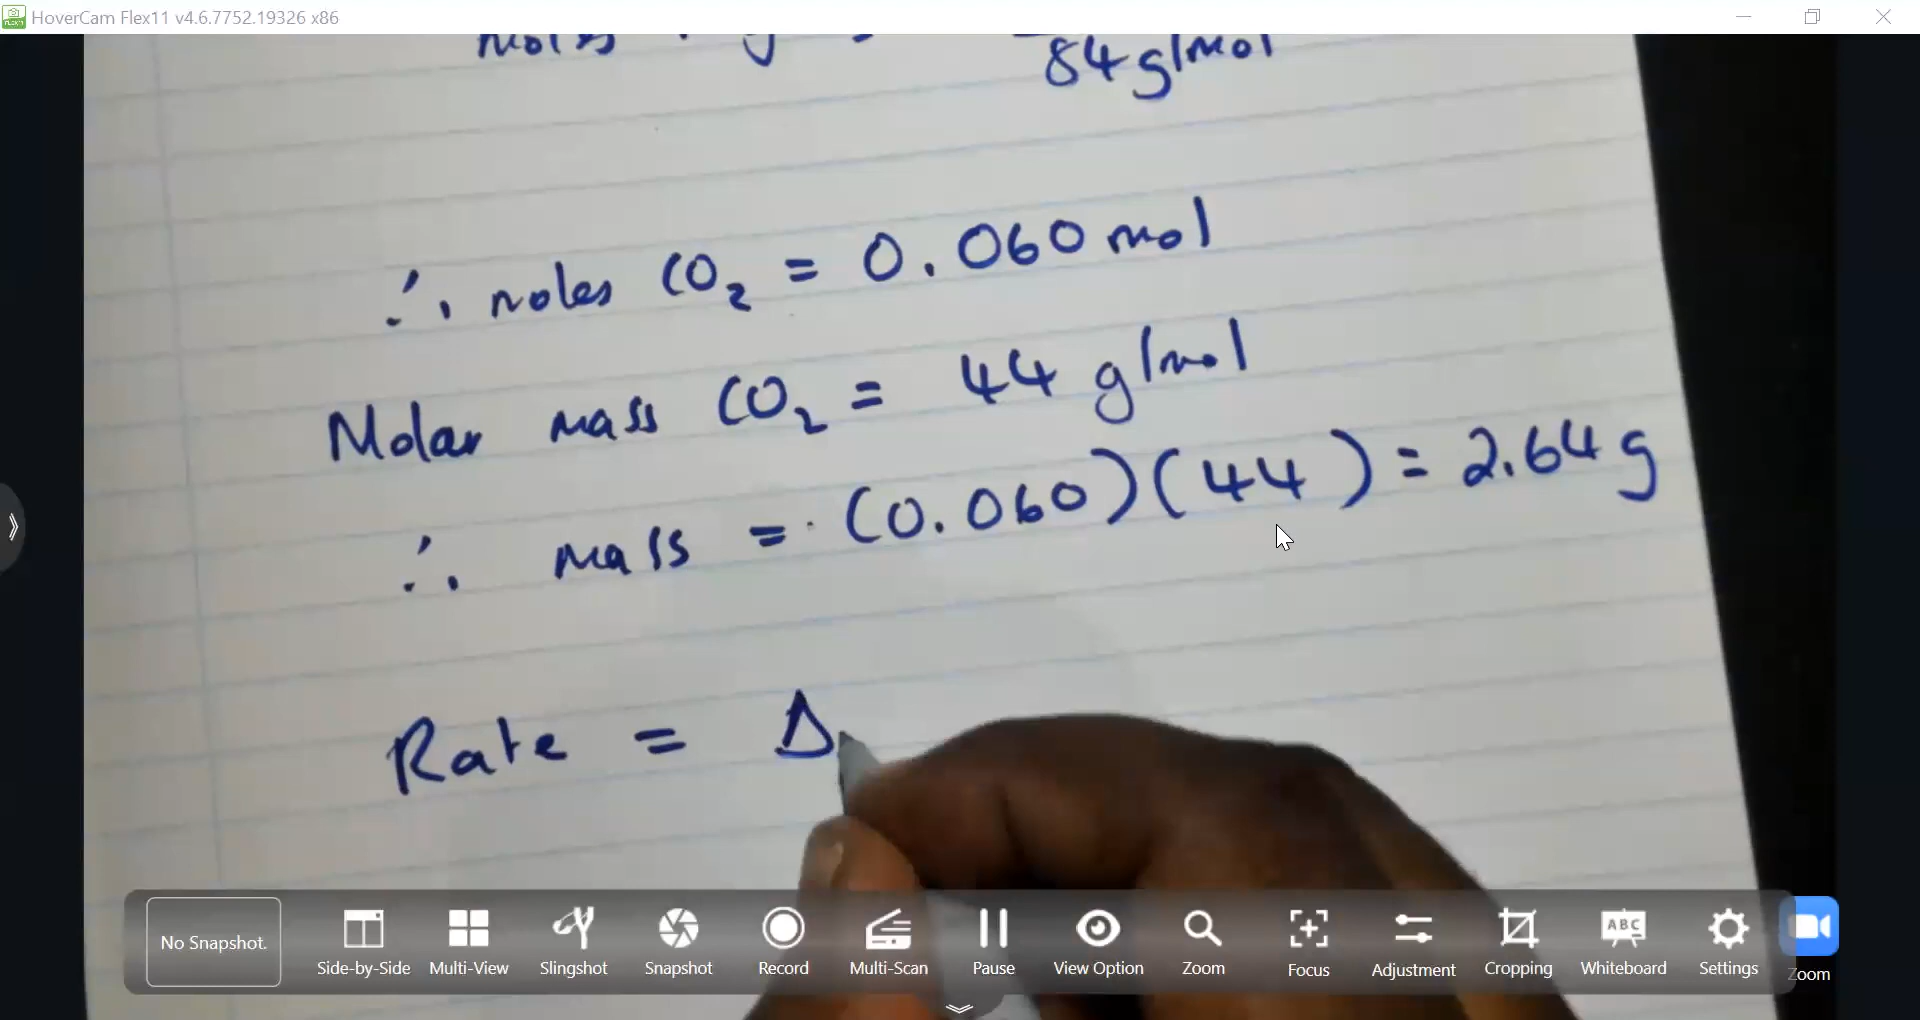 HoverCam Flex11 v4.6.7752.19326 x86
84 g/mol
∴ moles CO₂ = 0.060 mol
Molar mass CO₂ = 44 g/mol
∴ mass = (0.060)(44) = 2.64 g
Rate = Δ
No Snapshot.
Side-by-Side Multi-View Slingshot Snapshot Record Multi-Scan Pause View Option Zoom Focus Adjustment Cropping Whiteboard Settings Zoom
ABC
FLEX11